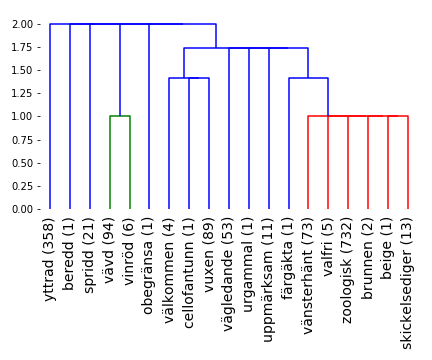 2.00
1.75
1.50
1.25
1.00
0.75
0.50
0.25
0.00
yttrad (358)
beredd (1)
spridd (21)
vävd (94)
vinröd (6)
obegränsa (1)
välkommen (4)
cellofantunn (1)
vuxen (89)
vägledande (53)
urgammal (1)
uppmärksam (11)
färgäkta (1)
vänsterhänt (73)
valfri (5)
zoologisk (732)
brunnen (2)
beige (1)
skickelsediger (13)